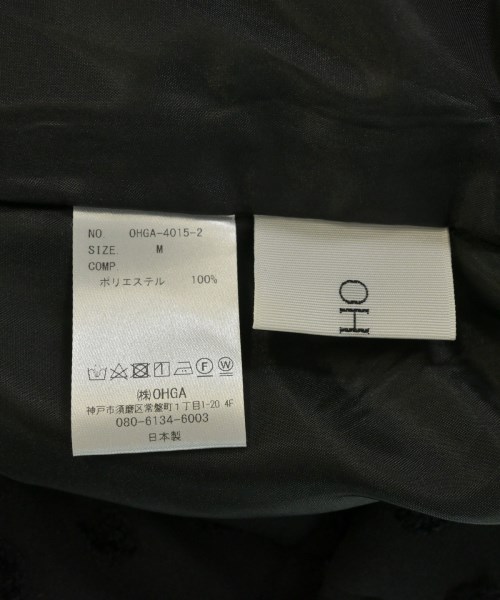 NO. OHGA-4015-2
SIZE. M
COMP
ポリエステル 100%
㈱OHGA
神戸市須磨区常盤町1丁目1-20 4F
080-6134-6003
日本製
OH